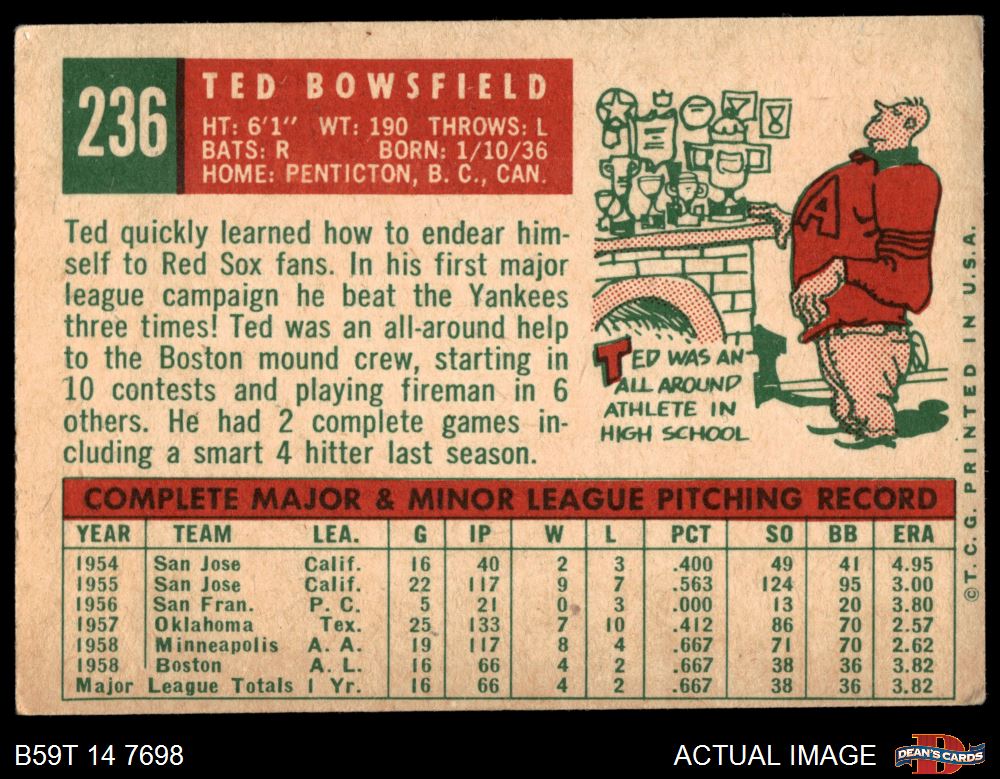 236
TED BOWSFIELD
HT: 6'1" WT: 190 THROWS: L
BATS: R BORN: 1/10/36
HOME: PENTICTON, B. C., CAN.
Ted quickly learned how to endear him-
self to Red Sox fans. In his first major
league campaign he beat the Yankees
three times! Ted was an all-around help
to the Boston mound crew, starting in
10 contests and playing fireman in 6
others. He had 2 complete games in-
cluding a smart 4 hitter last season.
A
TED WAS AN
ALL AROUND
ATHLETE IN
HIGH SCHOOL
©T. C. G. PRINTED IN U.S.A.
COMPLETE MAJOR & MINOR LEAGUE PITCHING RECORD
YEAR TEAM LEA. G IP W L PCT SO BB ERA
1954 San Jose Calif. 16 40 2 3 .400 49 41 4.95
1955 San Jose Calif. 22 117 9 7 .563 124 95 3.00
1956 San Fran. P. C. 5 21 0 3 .000 13 20 3.80
1957 Oklahoma Tex. 25 133 7 10 .412 86 70 2.57
1958 Minneapolis A. A. 19 117 8 4 .667 71 70 2.62
1958 Boston A. L. 16 66 4 2 .667 38 36 3.82
Major League Totals 1 Yr. 16 66 4 2 .667 38 36 3.82
B59T 14 7698
ACTUAL IMAGE
DEAN'S CARDS